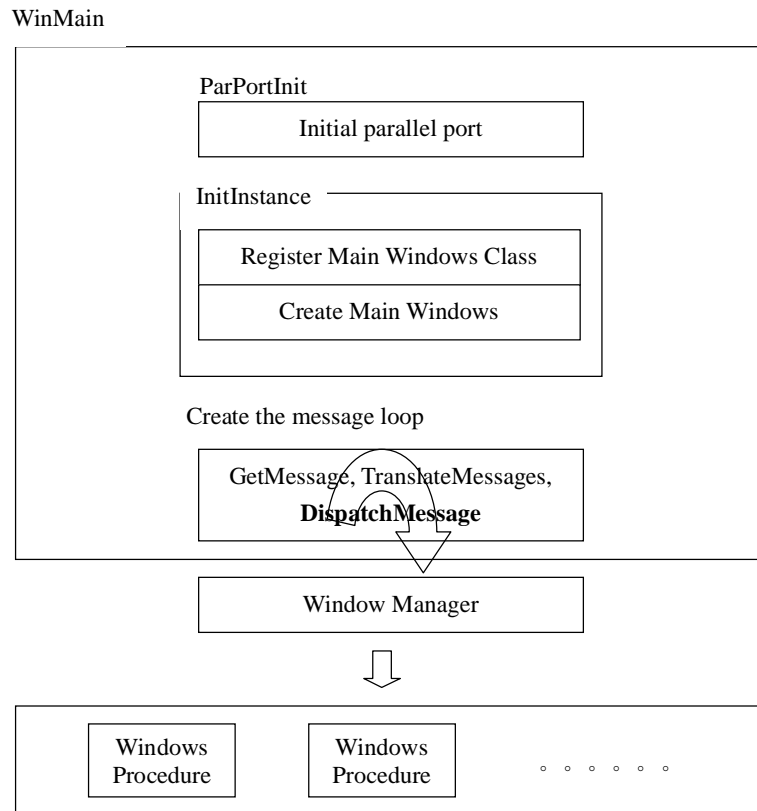 WinMain
ParPortInit
Initial parallel port
InitInstance
Register Main Windows Class
Create Main Windows
Create the message loop
GetMessage, TranslateMessages,
DispatchMessage
Window Manager
Windows
Procedure
Windows
Procedure
。。。。。。